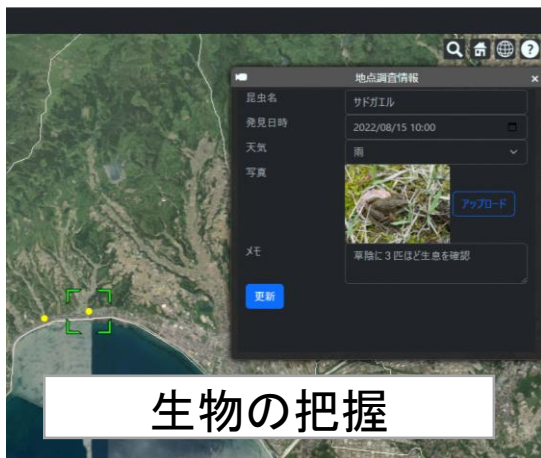 地点調査情報
×
昆虫名
サドガエル
発見日時
2022/08/15 10:00
天気
雨
写真
アップロード
メモ
草陰に3匹ほど生息を確認
更新
生物の把握